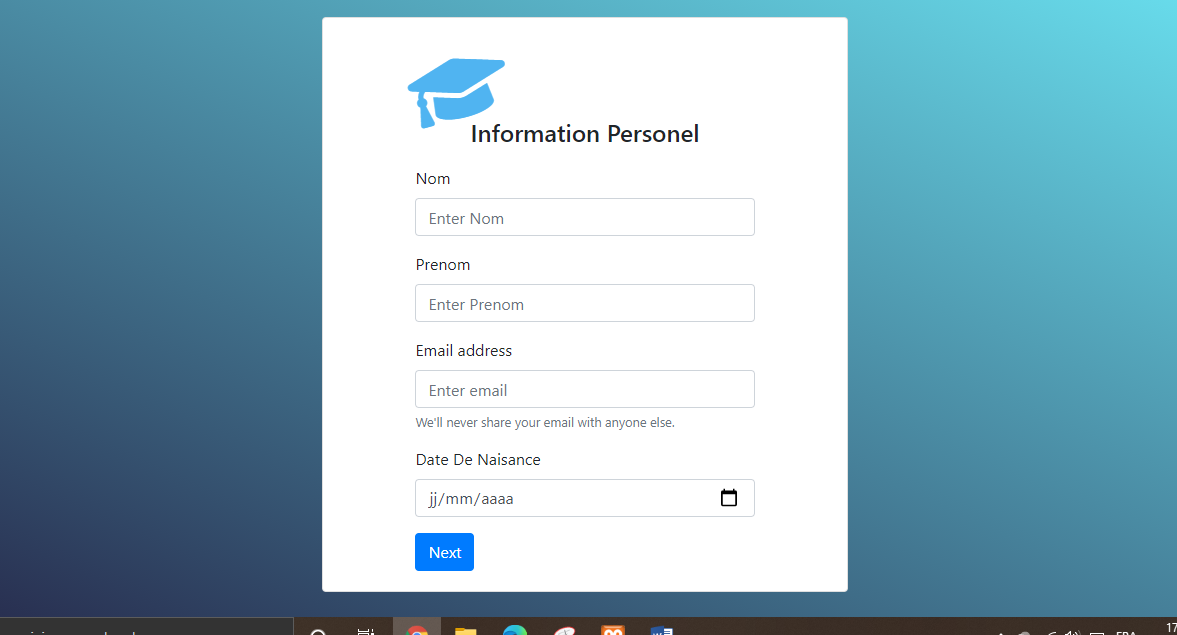 Information Personel
Nom
Enter Nom
Prenom
Enter Prenom
Email address
Enter email
We'll never share your email with anyone else.
Date De Naisance
jj/mm/aaaa
Next
17